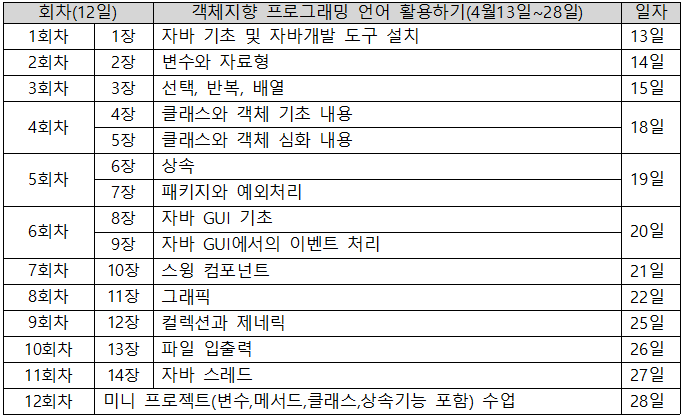 회차(12일) 객체지향 프로그래밍 언어 활용하기(4월13일~28일) 일자
1회차 1장 자바 기초 및 자바개발 도구 설치 13일
2회차 2장 변수와 자료형 14일
3회차 3장 선택, 반복, 배열 15일
4회차 4장 클래스와 객체 기초 내용 18일
5장 클래스와 객체 심화 내용
5회차 6장 상속 19일
7장 패키지와 예외처리
6회차 8장 자바 GUI 기초 20일
9장 자바 GUI에서의 이벤트 처리
7회차 10장 스윙 컴포넌트 21일
8회차 11장 그래픽 22일
9회차 12장 컬렉션과 제네릭 25일
10회차 13장 파일 입출력 26일
11회차 14장 자바 스레드 27일
12회차 미니 프로젝트(변수,메서드,클래스,상속기능 포함) 수업 28일